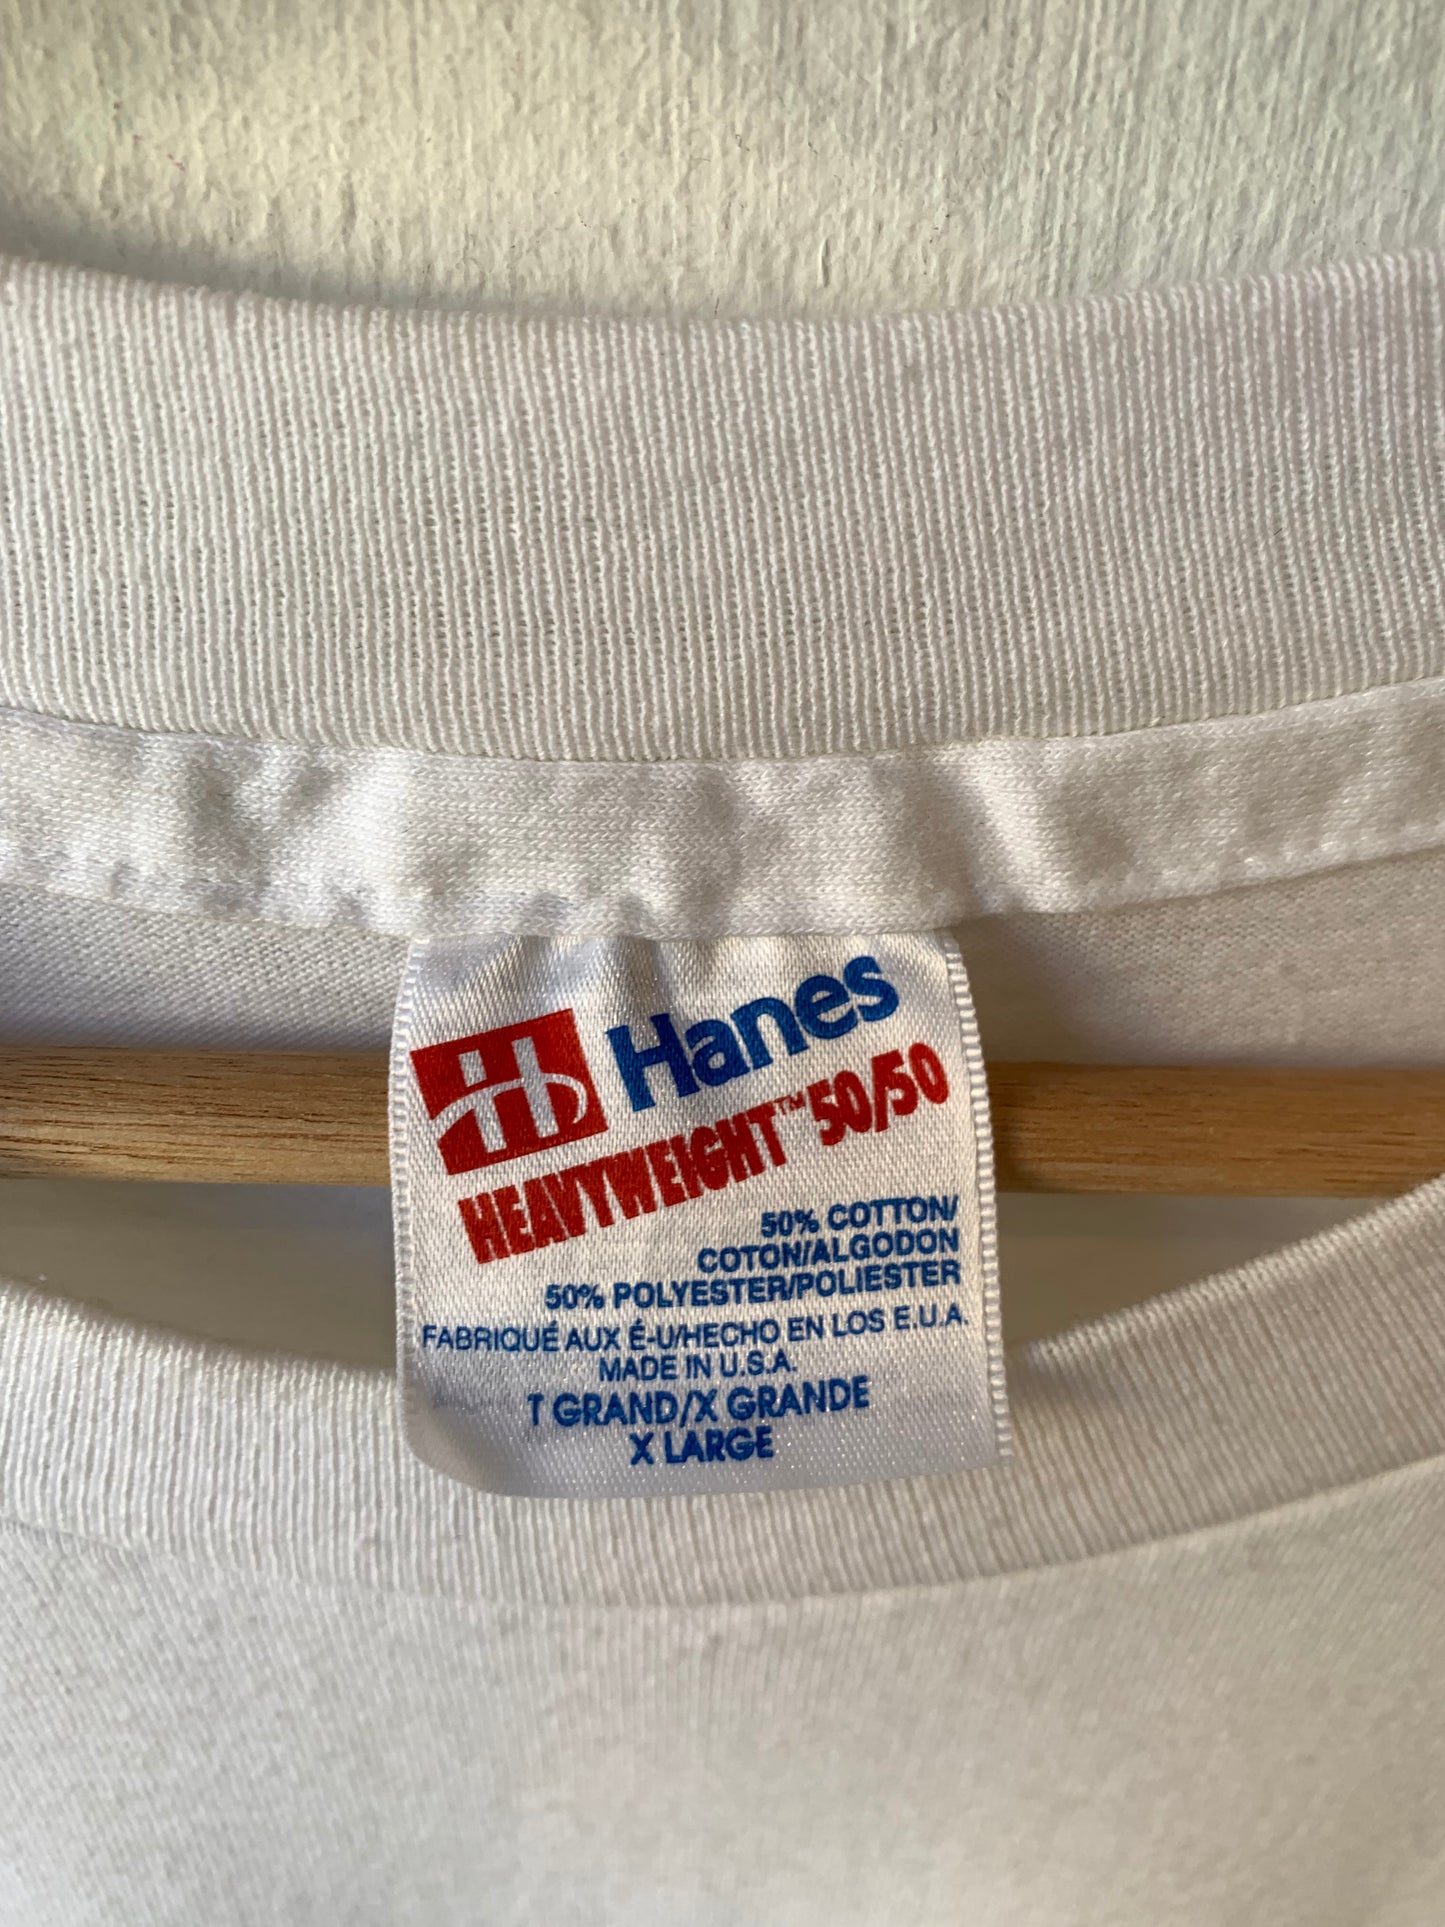 Hanes
HEAVYWEIGHT™ 50/50
50% COTTON/
COTON/ALGODON
50% POLYESTER/POLIESTER
FABRIQUÉ AUX É-U/HECHO EN LOS E.U.A.
MADE IN U.S.A.
T GRAND/X GRANDE
X LARGE